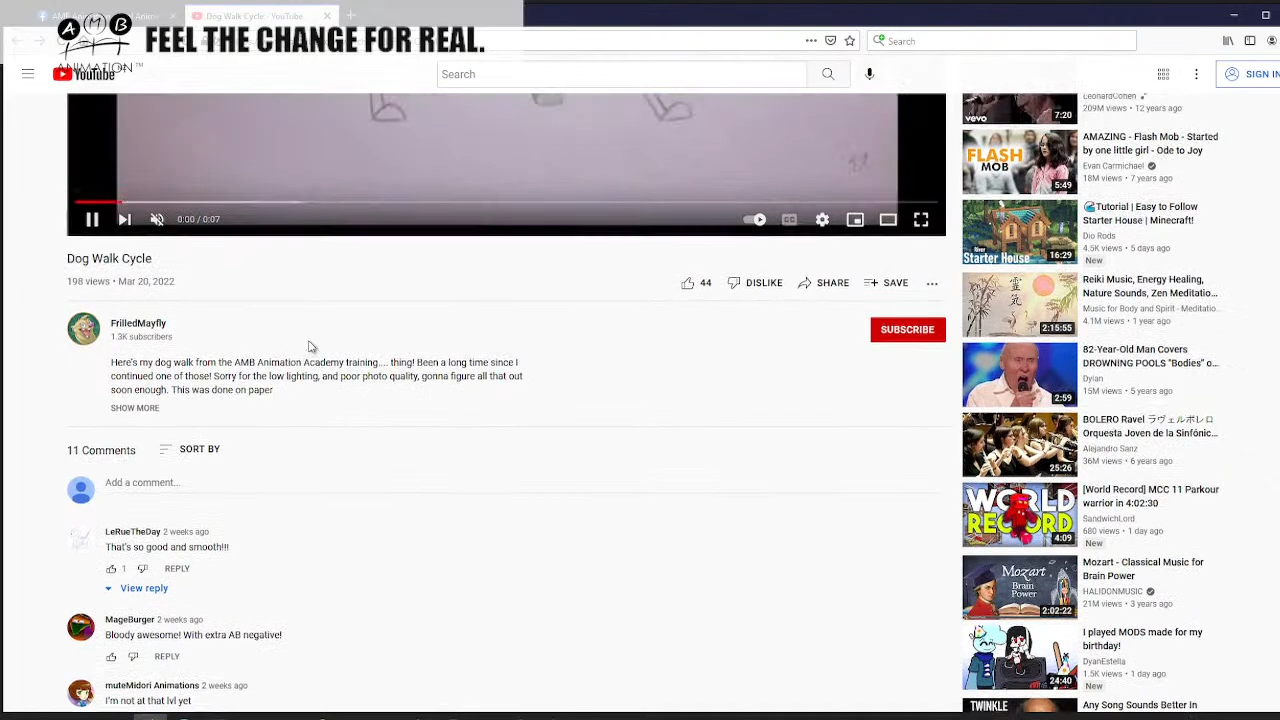 AMB Animation
Dog Walk Cycle - YouTube
AMB
ANIMATION™
FEEL THE CHANGE FOR REAL.
Search
YouTube
Search
SIGN IN
0:00 / 0:07
Dog Walk Cycle
198 views • Mar 20, 2022
44 DISLIKE SHARE SAVE
FrilledMayfly
1.3K subscribers
SUBSCRIBE
Here's my dog walk from the AMB Animation Academy training.... thing! Been a long time since I
continued one of those! Sorry for the low lighting, and poor photo quality, gonna figure all that out
soon enough. This was done on paper
SHOW MORE
11 Comments SORT BY
Add a comment...
LeRueTheDay 2 weeks ago
That's so good and smooth!!!
1 REPLY
View reply
MageBurger 2 weeks ago
Bloody awesome! With extra AB negative!
REPLY
muteMidori Animations 2 weeks ago
I'm not at that lvl yet
vevo
7:20
LeonardCohen
209M views • 12 years ago
FLASH
MOB
5:49
AMAZING - Flash Mob - Started
by one little girl - Ode to Joy
Evan Carmichael
18M views • 7 years ago
River
Starter House
16:29
Tutorial | Easy to Follow
Starter House | Minecraft!
Dio Rods
4.5K views • 5 days ago
New
2:15:55
Reiki Music, Energy Healing,
Nature Sounds, Zen Meditatio...
Music for Body and Spirit - Meditatio...
4.1M views • 1 year ago
2:59
82-Year-Old Man Covers
DROWNING POOLS "Bodies" o...
Dylan
15M views • 5 years ago
25:26
BOLERO Ravel ラヴェルボレロ
Orquesta Joven de la Sinfónic...
Alejandro Sanz
36M views • 6 years ago
WORLD
RECORD
4:09
[World Record] MCC 11 Parkour
warrior in 4:02:30
SandwichLord
680 views • 1 day ago
New
Mozart
Brain
Power
2:02:22
Mozart - Classical Music for
Brain Power
HALIDONMUSIC
21M views • 3 years ago
24:40
I played MODS made for my
birthday!
DyanEstella
1.5K views • 1 day ago
New
TWINKLE
Any Song Sounds Better In